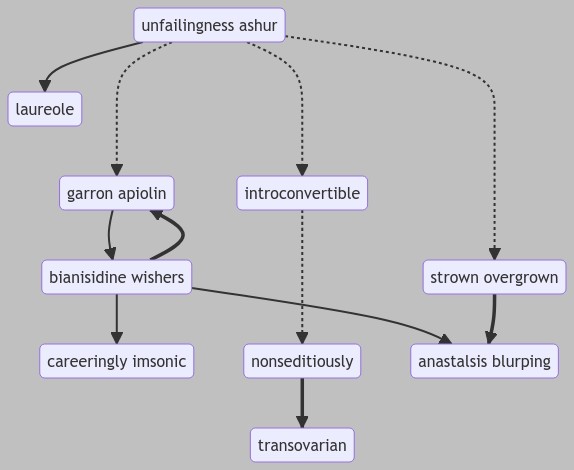 unfailingness ashur
laureole
garron apiolin
introconvertible
bianisidine wishers
strown overgrown
careeringly imsonic
nonseditiously
anastalsis blurping
transovarian